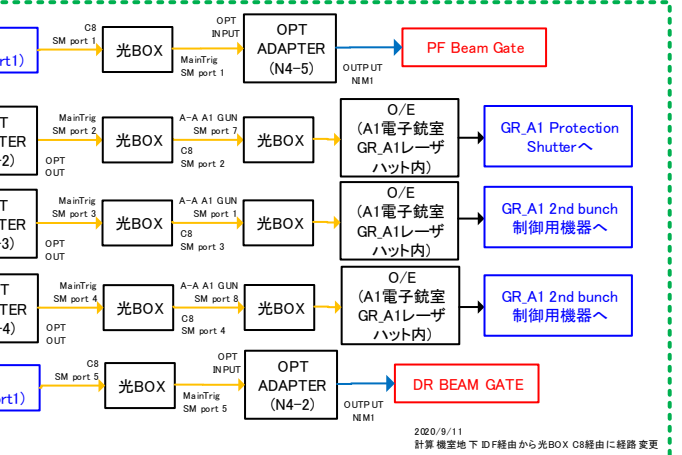 rt1)
C8
SM port 1
光BOX
MainTrig
SM port 1
OPT
INPUT
OPT
ADAPTER
(N4-5)
OUTPUT
NIM1
PF Beam Gate
T
TER
-2)
MainTrig
SM port 2
OPT
OUT
光BOX
A-A A1 GUN
SM port 7
C8
SM port 2
光BOX
O/E
(A1電子銃室
GR_A1レーザ
ハット内)
GR_A1 Protection
Shutterへ
T
TER
-3)
MainTrig
SM port 3
OPT
OUT
光BOX
A-A A1 GUN
SM port 1
C8
SM port 3
光BOX
O/E
(A1電子銃室
GR_A1レーザ
ハット内)
GR_A1 2nd bunch
制御用機器へ
T
TER
-4)
MainTrig
SM port 4
OPT
OUT
光BOX
A-A A1 GUN
SM port 8
C8
SM port 4
光BOX
O/E
(A1電子銃室
GR_A1レーザ
ハット内)
GR_A1 2nd bunch
制御用機器へ
ort1)
C8
SM port 5
光BOX
MainTrig
SM port 5
OPT
INPUT
OPT
ADAPTER
(N4-2)
OUTPUT
NIM1
DR BEAM GATE
2020/9/11
計算機室地下IDF経由から光BOX C8経由に経路変更